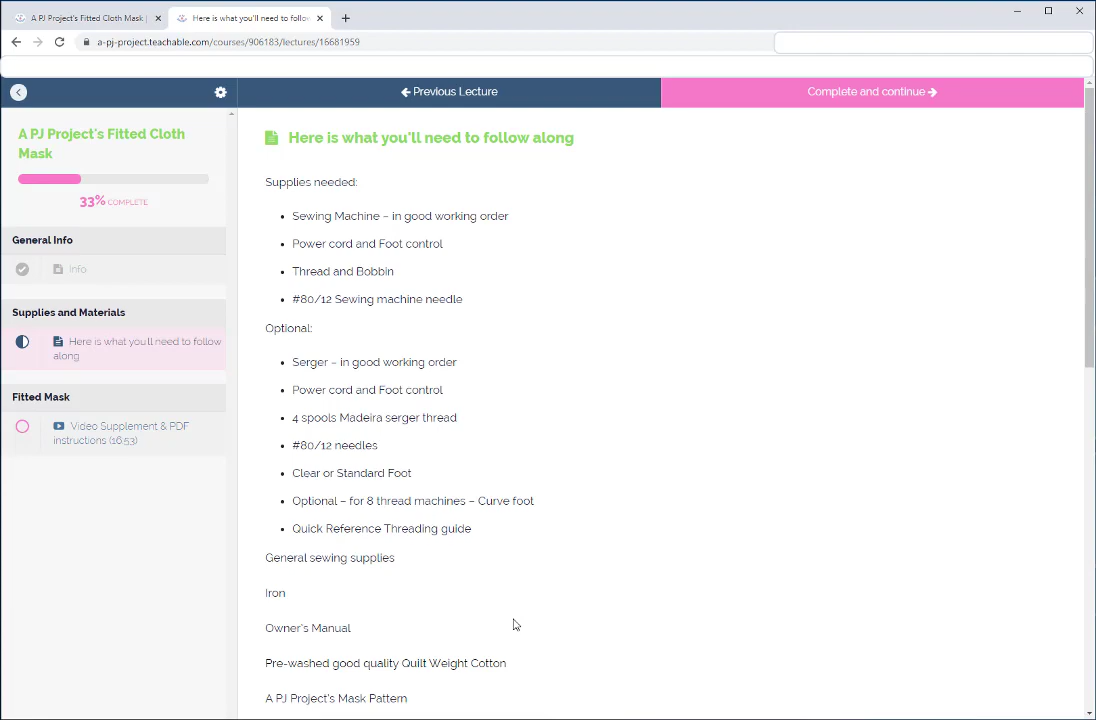 A PJ Project's Fitted Cloth Mask |
Here is what you'll need to follow
a-pj-project.teachable.com/courses/906183/lectures/16681959
Previous Lecture
Complete and continue
A PJ Project's Fitted Cloth
Mask
33% COMPLETE
General Info
Info
Supplies and Materials
Here is what you'll need to follow
along
Fitted Mask
Video Supplement & PDF
instructions (16:53)
Here is what you'll need to follow along
Supplies needed:
• Sewing Machine – in good working order
• Power cord and Foot control
• Thread and Bobbin
• #80/12 Sewing machine needle
Optional:
• Serger – in good working order
• Power cord and Foot control
• 4 spools Madeira serger thread
• #80/12 needles
• Clear or Standard Foot
• Optional – for 8 thread machines – Curve foot
• Quick Reference Threading guide
General sewing supplies
Iron
Owner's Manual
Pre-washed good quality Quilt Weight Cotton
A PJ Project's Mask Pattern